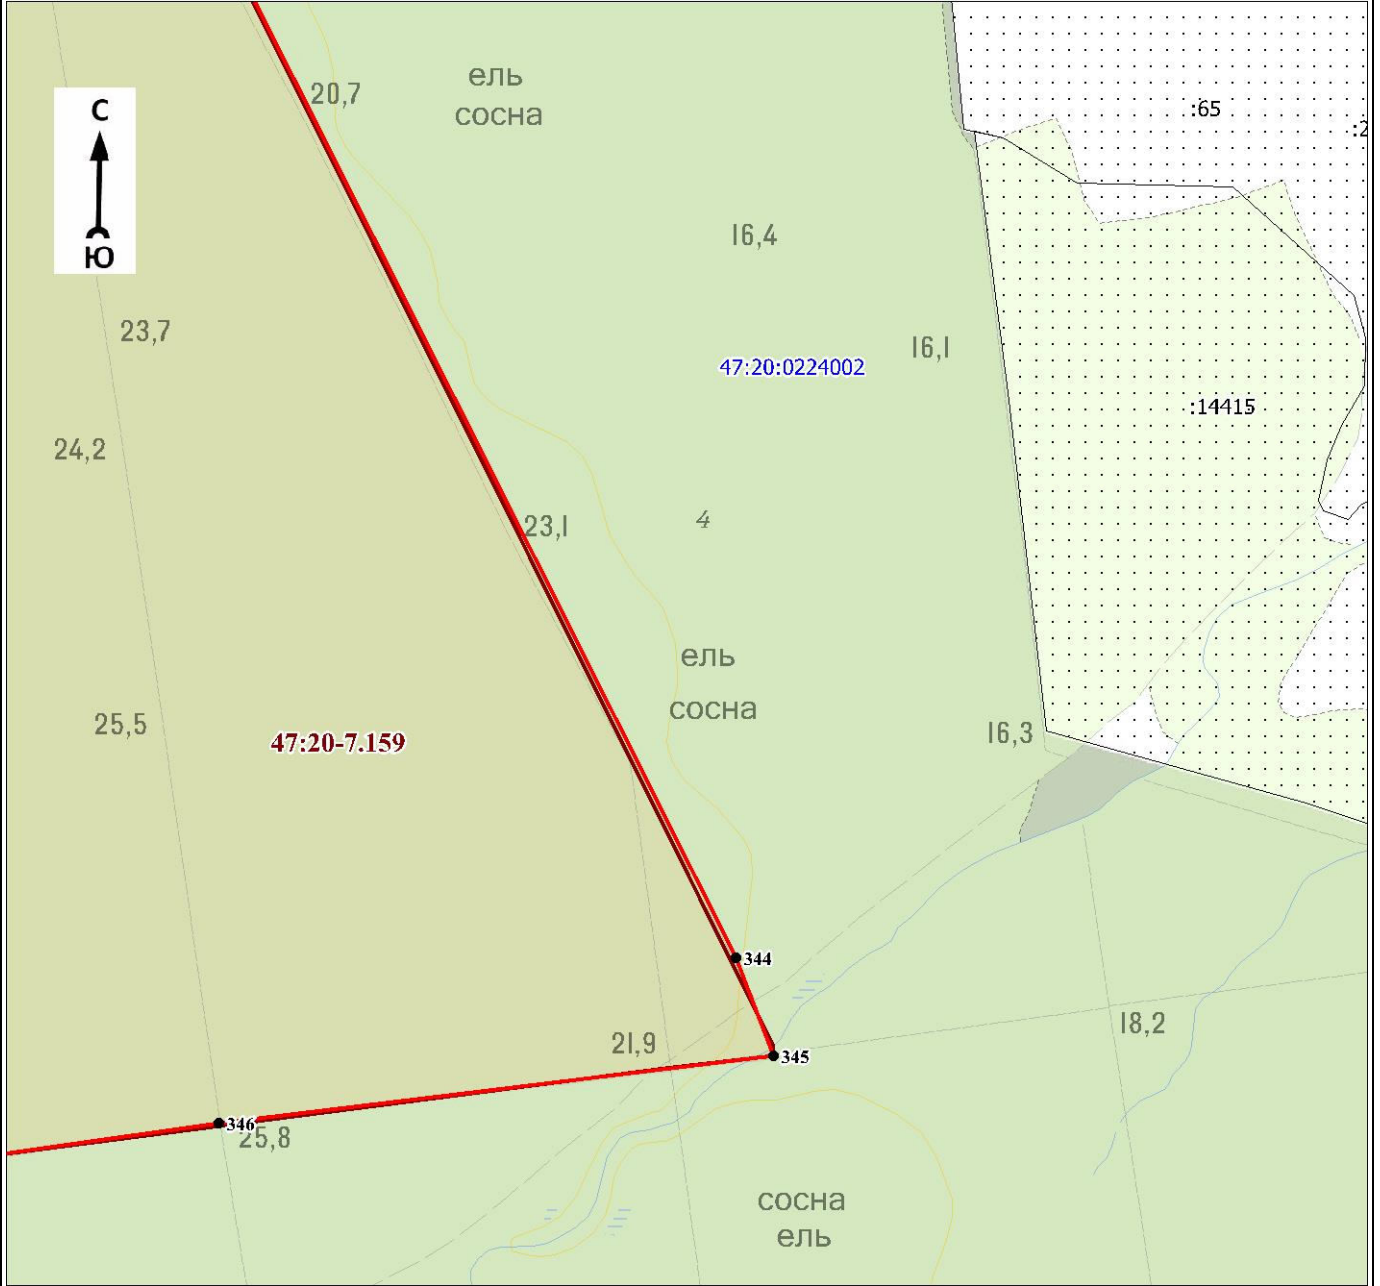 ель
сосна
20,7
С
Ю
:65
:2
16,4
23,7
16,1
47:20:0224002
:14415
24,2
23,1
4
ель
сосна
25,5
47:20-7.159
16,3
344
21,9
345
18,2
346
25,8
сосна
ель